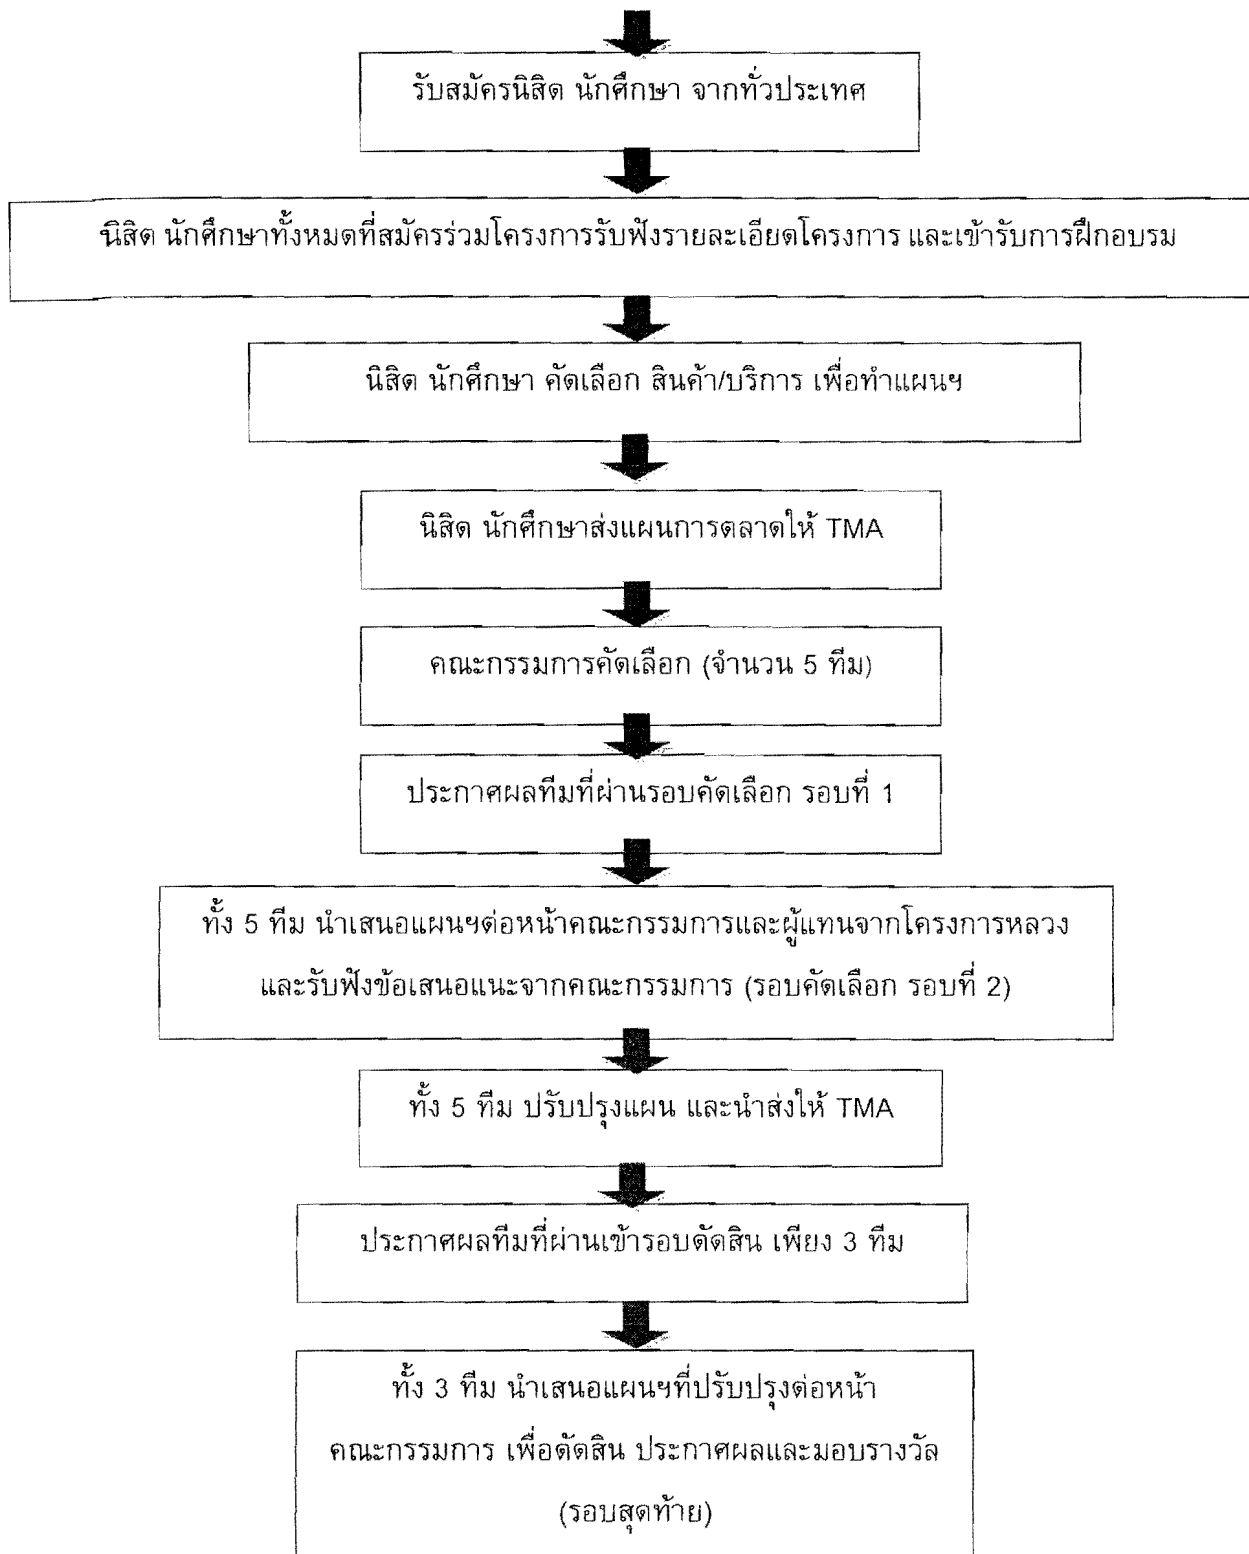 รับสมัครนิสิต นักศึกษา จากทั่วประเทศ
นิสิต นักศึกษาทั้งหมดที่สมัครร่วมโครงการรับฟังรายละเอียดโครงการ และเข้ารับการฝึกอบรม
นิสิต นักศึกษา คัดเลือก สินค้า/บริการ เพื่อทำแผนฯ
นิสิต นักศึกษาส่งแผนการตลาดให้ TMA
คณะกรรมการคัดเลือก (จำนวน 5 ทีม)
ประกาศผลทีมที่ผ่านรอบคัดเลือก รอบที่ 1
ทั้ง 5 ทีม นำเสนอแผนฯต่อหน้าคณะกรรมการและผู้แทนจากโครงการหลวง
และรับฟังข้อเสนอแนะจากคณะกรรมการ (รอบคัดเลือก รอบที่ 2)
ทั้ง 5 ทีม ปรับปรุงแผน และนำส่งให้ TMA
ประกาศผลทีมที่ผ่านเข้ารอบตัดสิน เพียง 3 ทีม
ทั้ง 3 ทีม นำเสนอแผนฯที่ปรับปรุงต่อหน้า
คณะกรรมการ เพื่อตัดสิน ประกาศผลและมอบรางวัล
(รอบสุดท้าย)